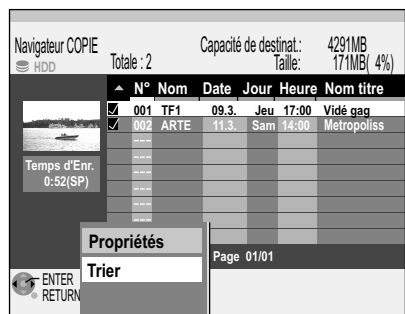 Navigateur COPIE
HDD
Totale : 2
Capacité de destinat.: 4291MB
Taille: 171MB( 4%)
N° Nom Date Jour Heure Nom titre
001 TF1 09.3. Jeu 17:00 Vidé gag
002 ARTE 11.3. Sam 14:00 Metropoliss
---
---
---
---
---
Temps d'Enr.
0:52(SP)
Propriétés
Trier
Page 01/01
ENTER
RETURN